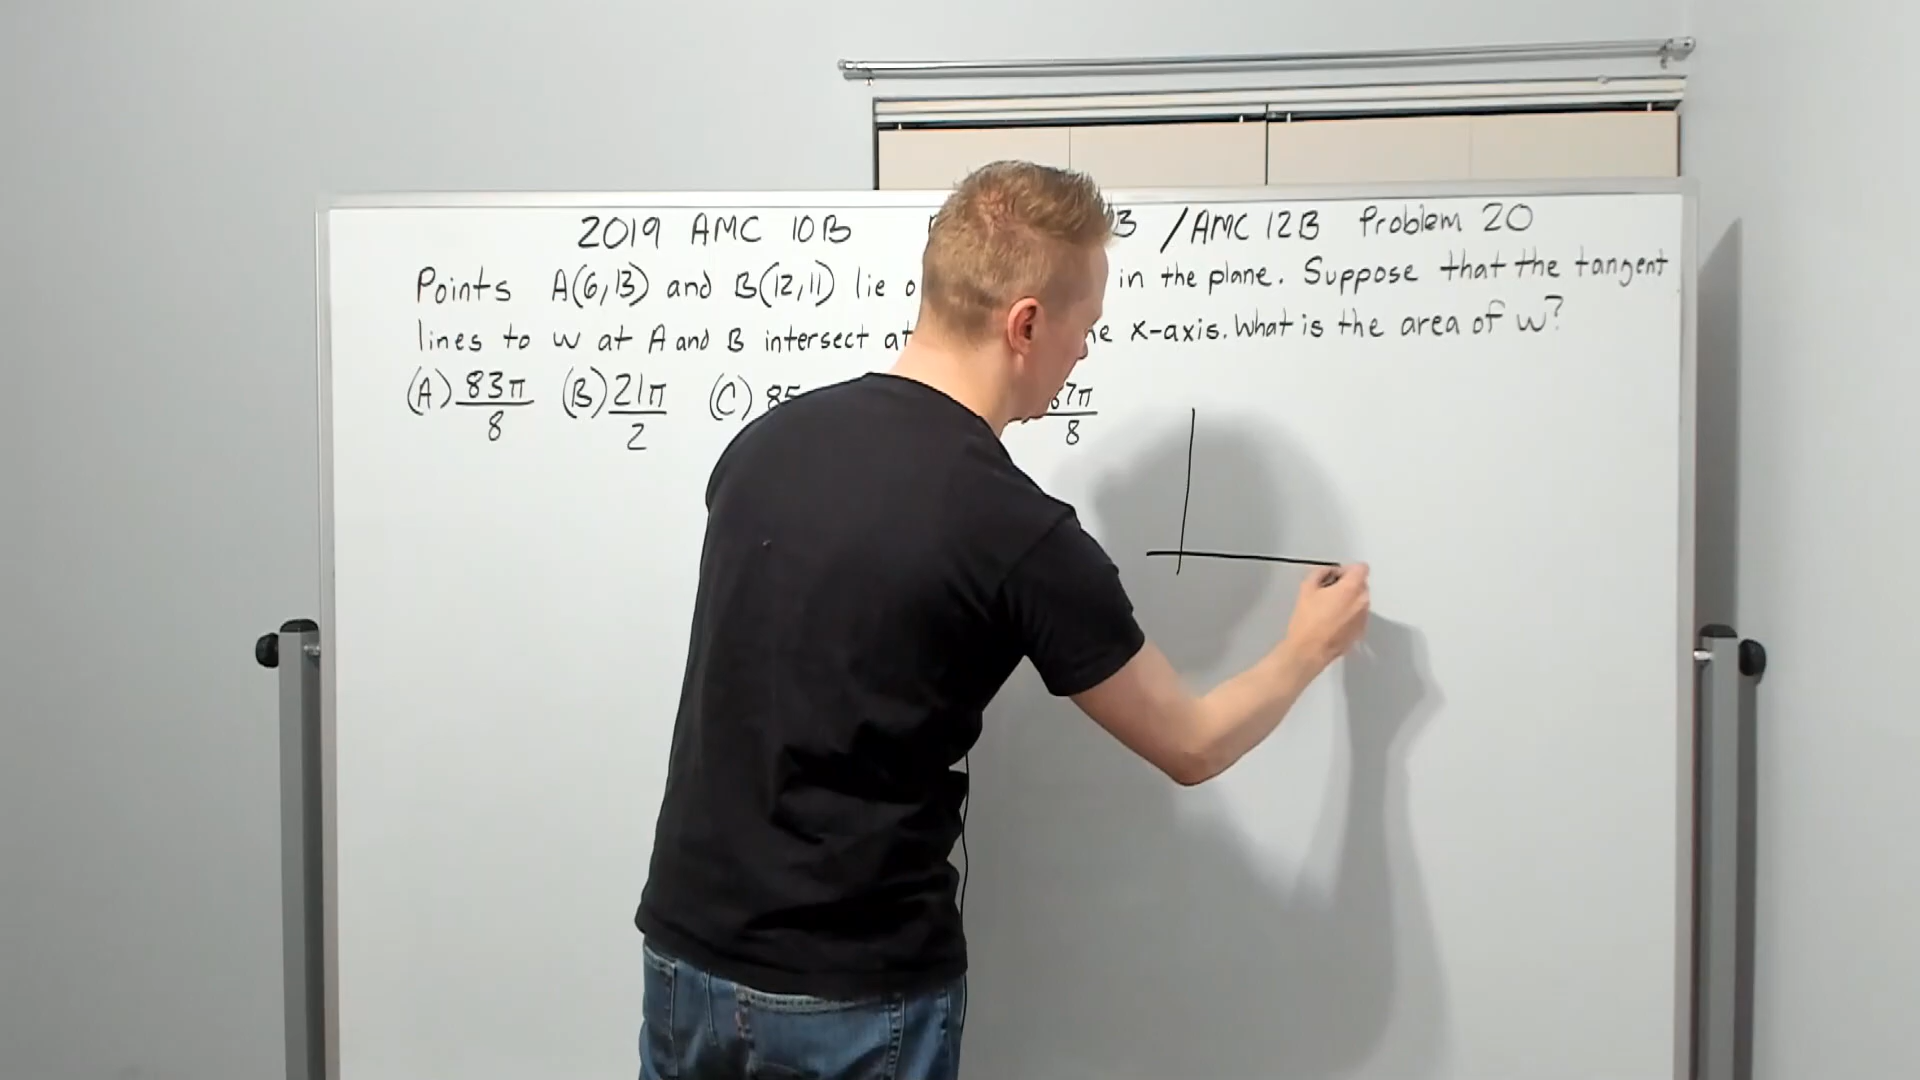 2019 AMC 10B /AMC 12B Problem 20
Points A(6,13) and B(12,11) lie in the plane. Suppose that the tangent
lines to w at A and B intersect at x-axis. What is the area of w?
(A) 83π/8 (B) 21π/2 (C) 85 87π/8